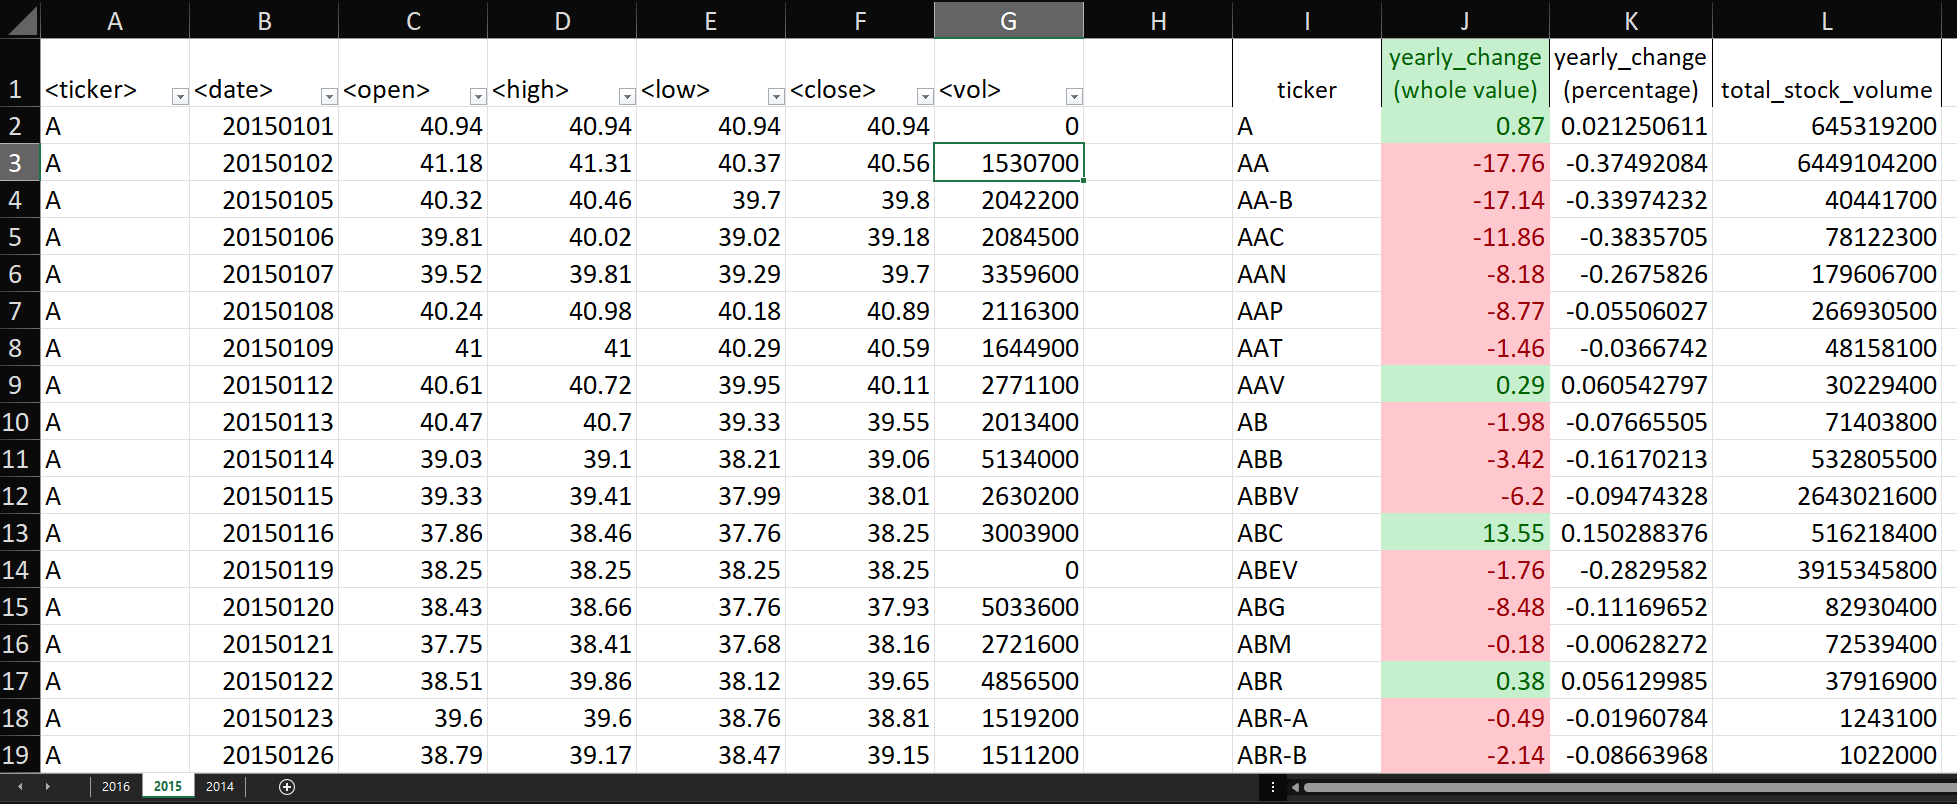 A B C D E F G H I J K L
1 <ticker> <date> <open> <high> <low> <close> <vol> ticker yearly_change (whole value) yearly_change (percentage) total_stock_volume
2 A 20150101 40.94 40.94 40.94 40.94 0 A 0.87 0.021250611 645319200
3 A 20150102 41.18 41.31 40.37 40.56 1530700 AA -17.76 -0.37492084 6449104200
4 A 20150105 40.32 40.46 39.7 39.8 2042200 AA-B -17.14 -0.33974232 40441700
5 A 20150106 39.81 40.02 39.02 39.18 2084500 AAC -11.86 -0.3835705 78122300
6 A 20150107 39.52 39.81 39.29 39.7 3359600 AAN -8.18 -0.2675826 179606700
7 A 20150108 40.24 40.98 40.18 40.89 2116300 AAP -8.77 -0.05506027 266930500
8 A 20150109 41 41 40.29 40.59 1644900 AAT -1.46 -0.0366742 48158100
9 A 20150112 40.61 40.72 39.95 40.11 2771100 AAV 0.29 0.060542797 30229400
10 A 20150113 40.47 40.7 39.33 39.55 2013400 AB -1.98 -0.07665505 71403800
11 A 20150114 39.03 39.1 38.21 39.06 5134000 ABB -3.42 -0.16170213 532805500
12 A 20150115 39.33 39.41 37.99 38.01 2630200 ABBV -6.2 -0.09474328 2643021600
13 A 20150116 37.86 38.46 37.76 38.25 3003900 ABC 13.55 0.150288376 516218400
14 A 20150119 38.25 38.25 38.25 38.25 0 ABEV -1.76 -0.2829582 3915345800
15 A 20150120 38.43 38.66 37.76 37.93 5033600 ABG -8.48 -0.11169652 82930400
16 A 20150121 37.75 38.41 37.68 38.16 2721600 ABM -0.18 -0.00628272 72539400
17 A 20150122 38.51 39.86 38.12 39.65 4856500 ABR 0.38 0.056129985 37916900
18 A 20150123 39.6 39.6 38.76 38.81 1519200 ABR-A -0.49 -0.01960784 1243100
19 A 20150126 38.79 39.17 38.47 39.15 1511200 ABR-B -2.14 -0.08663968 1022000
2016 2015 2014